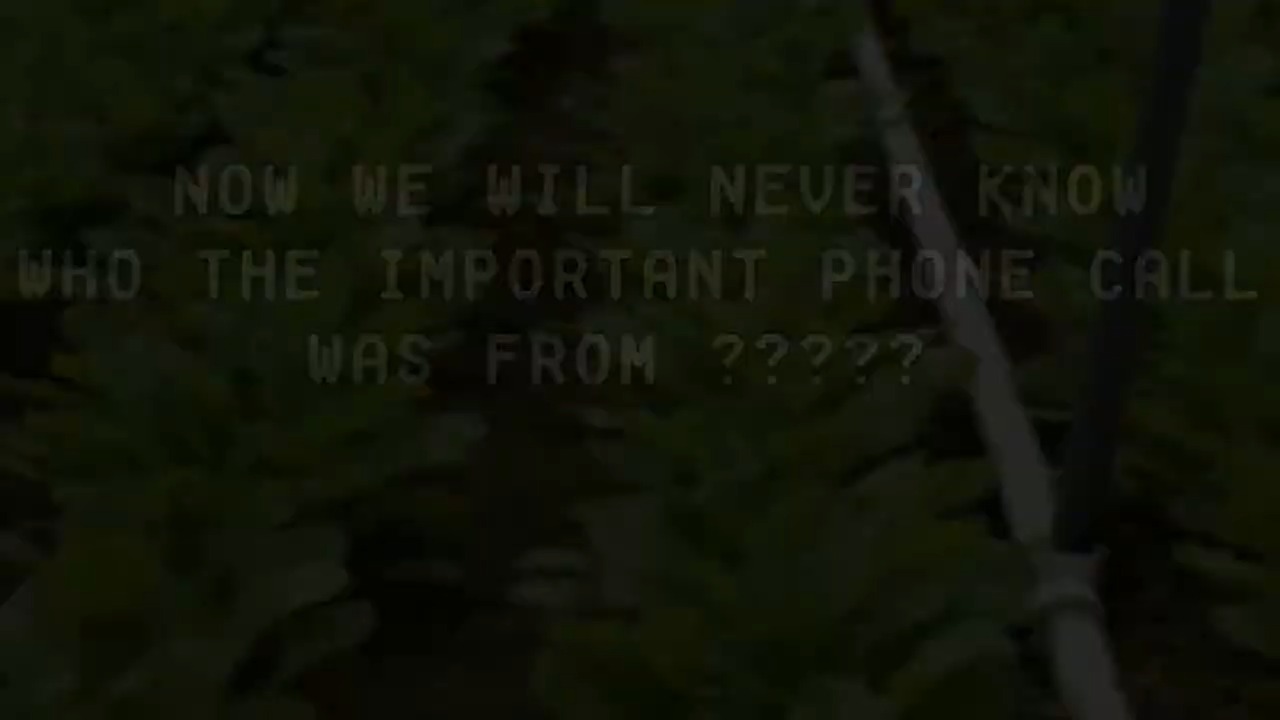 NOW WE WILL NEVER KNOW
WHO THE IMPORTANT PHONE CALL
WAS FROM ?????